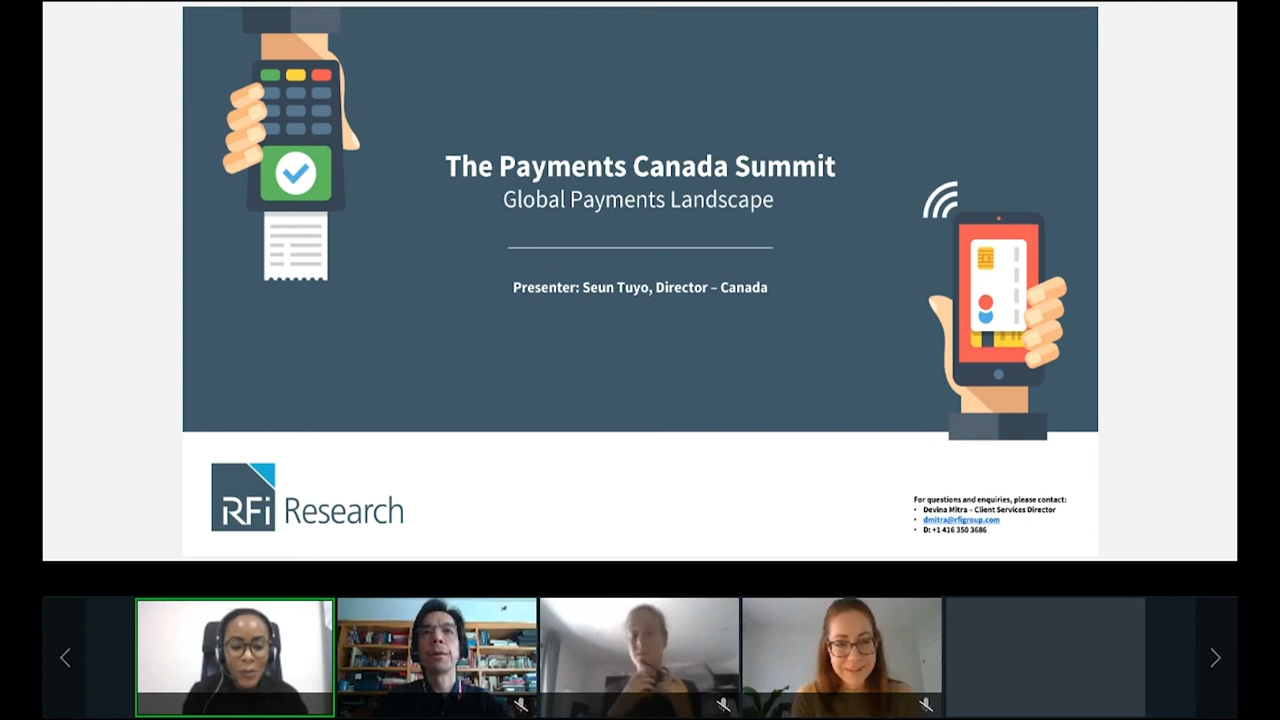 The Payments Canada Summit
Global Payments Landscape
Presenter: Seun Tuyo, Director – Canada
RFi Research
For questions and enquiries, please contact:
• Devina Mitra – Client Services Director
• dmitra@rfigroup.com
• D: +1 416 350 3686